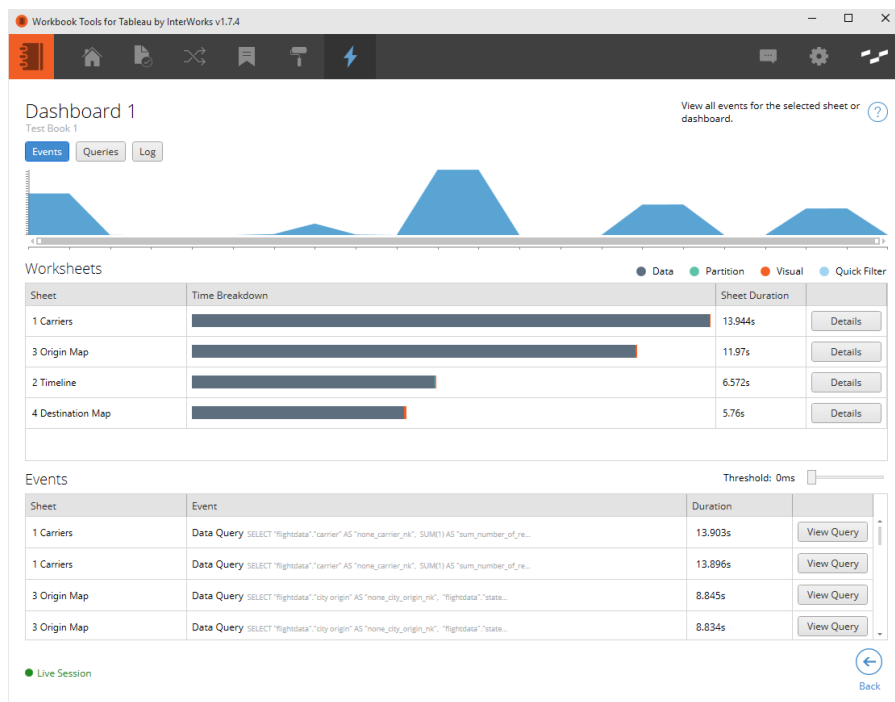 Workbook Tools for Tableau by InterWorks v1.7.4
Dashboard 1
Test Book 1
View all events for the selected sheet or
dashboard.
?
Events Queries Log
Worksheets
Data Partition Visual Quick Filter
Sheet Time Breakdown Sheet Duration
1 Carriers 13.944s Details
3 Origin Map 11.97s Details
2 Timeline 6.572s Details
4 Destination Map 5.76s Details
Events
Threshold: 0ms
Sheet Event Duration
1 Carriers Data Query SELECT "flightdata"."carrier" AS "none_carrier_nk", SUM(1) AS "sum_number_of_re... 13.903s View Query
1 Carriers Data Query SELECT "flightdata"."carrier" AS "none_carrier_nk", SUM(1) AS "sum_number_of_re... 13.896s View Query
3 Origin Map Data Query SELECT "flightdata"."city origin" AS "none_city_origin_nk", "flightdata"."state... 8.845s View Query
3 Origin Map Data Query SELECT "flightdata"."city origin" AS "none_city_origin_nk", "flightdata"."state... 8.834s View Query
Live Session
Back